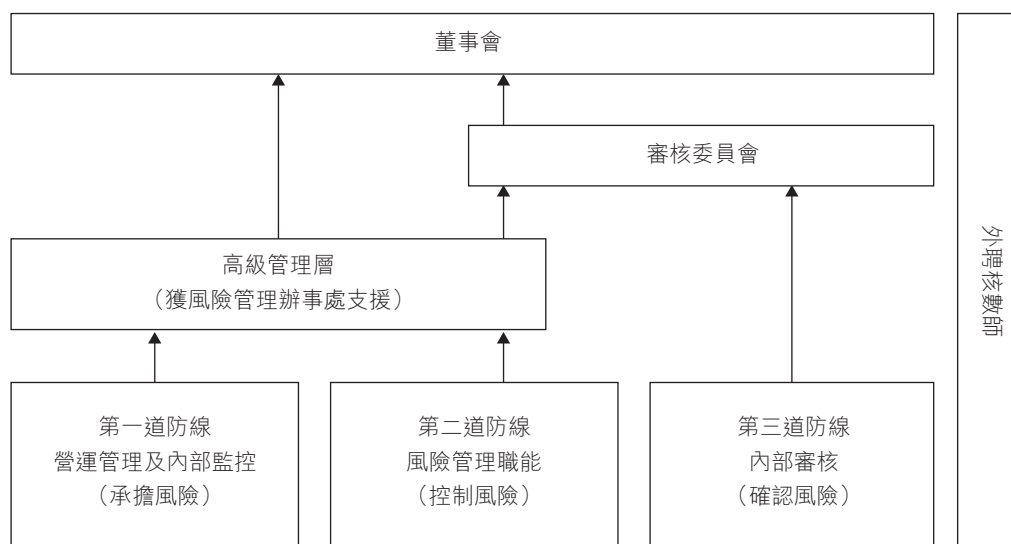 董事會
審核委員會
高級管理層
（獲風險管理辦事處支援）
第一道防線
營運管理及內部監控
（承擔風險）
第二道防線
風險管理職能
（控制風險）
第三道防線
內部審核
（確認風險）
外聘核數師